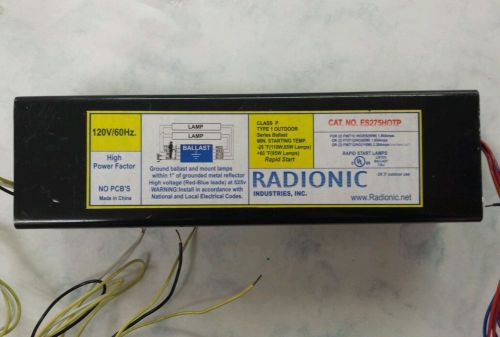 120V/60Hz.
High
Power Factor
NO PCB'S
Made in China
LAMP
LAMP
BALLAST
Ground ballast and mount lamps
within 1" of grounded metal reflector
High voltage (Red-Blue leads) at 525v
WARNING:Install in accordance with
National and Local Electrical Codes.
CLASS P
TYPE 1 OUTDOOR
Series Ballast
MIN. STARTING TEMP.
Rapid Start
RADIONIC
INDUSTRIES, INC.
CAT. NO. ES275HOTP
RAPID START LAMPS
LISTED
www.Radionic.net